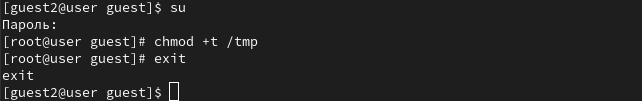 [guest2@user guest]$ su
Пароль:
[root@user guest]# chmod +t /tmp
[root@user guest]# exit
exit
[guest2@user guest]$